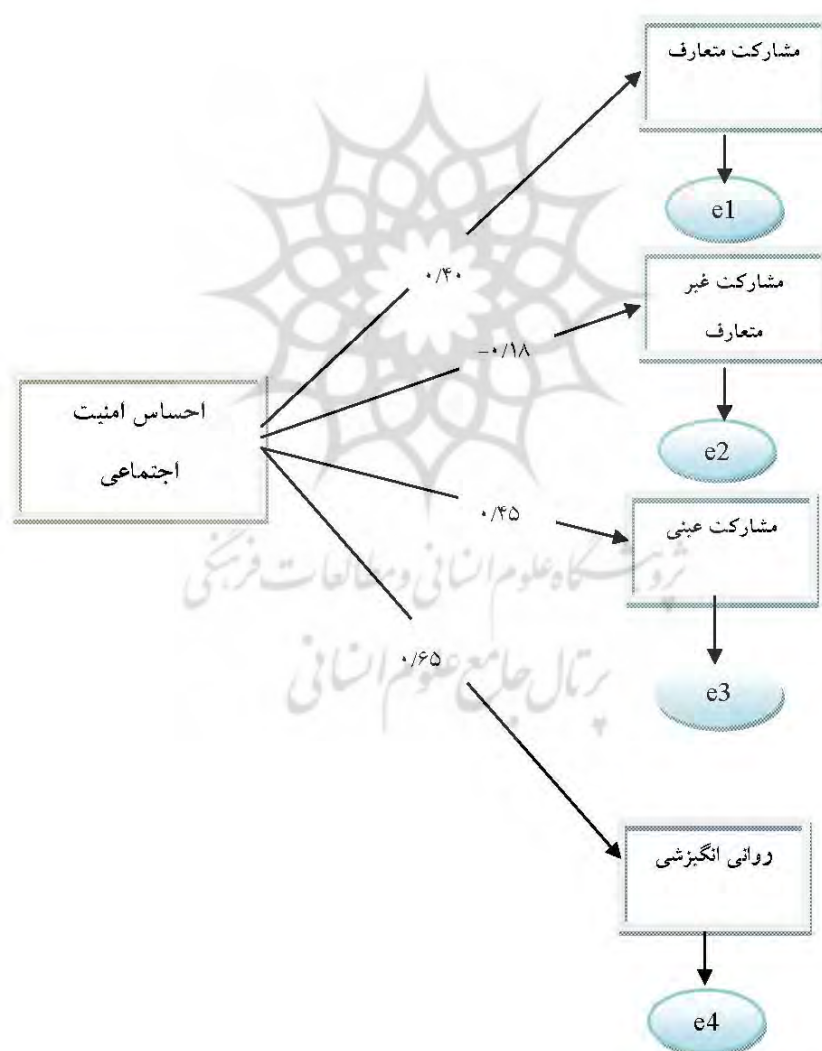 مشارکت متعارف
e1
۰/۴۰
مشارکت غیر
متعارف
-۰/۱۸
e2
احساس امنیت
اجتماعی
مشارکت عینی
۰/۴۵
پژوهشگاه علوم انسانی و مطالعات فرهنگی
e3
۰/۶۵
پرتال جامع علوم انسانی
روانی انگیزشی
e4